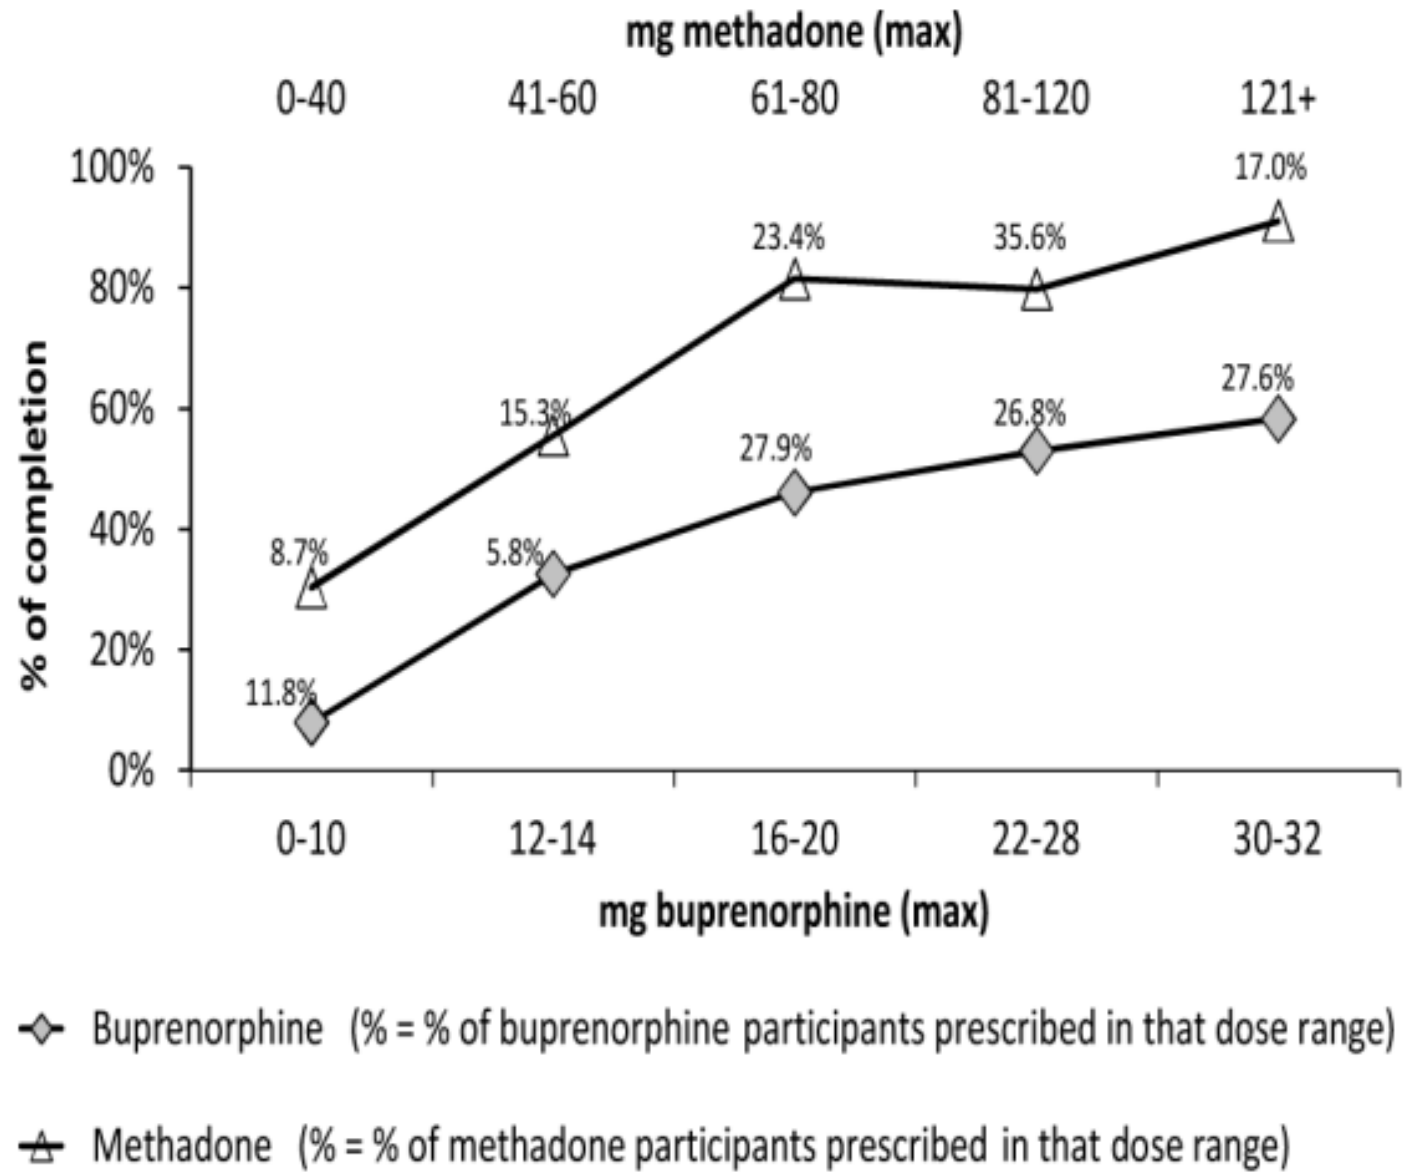 mg methadone (max)
0-40 41-60 61-80 81-120 121+
100%
17.0%
23.4%
35.6%
80%
27.6%
60%
15.3%
26.8%
27.9%
40%
8.7%
5.8%
20%
11.8%
0%
% of completion
0-10 12-14 16-20 22-28 30-32
mg buprenorphine (max)
Buprenorphine (% = % of buprenorphine participants prescribed in that dose range)
Methadone (% = % of methadone participants prescribed in that dose range)